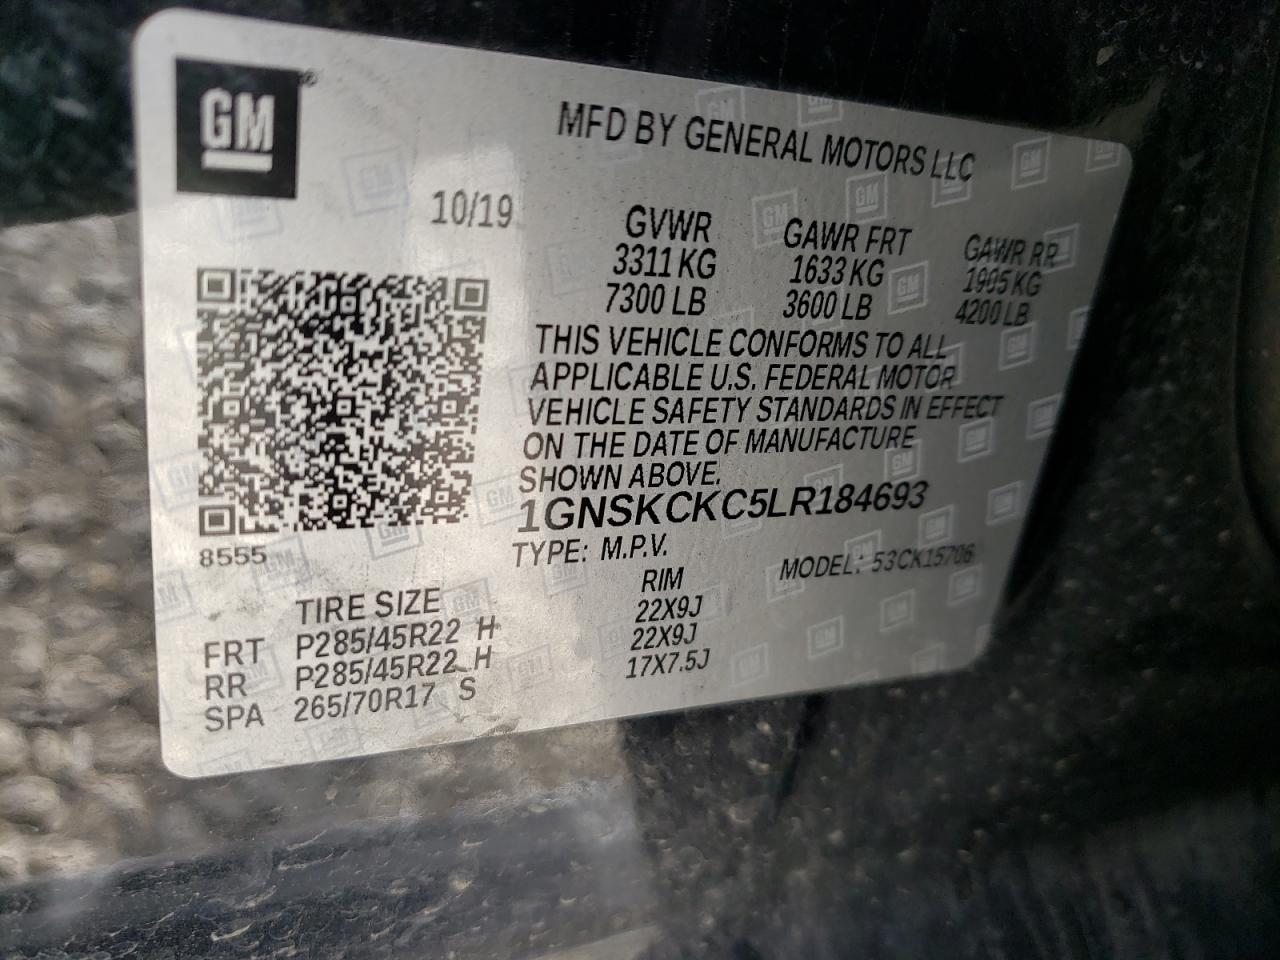 GM®
MFD BY GENERAL MOTORS LLC
10/19
GVWR GAWR FRT GAWR RR
3311 KG 1633 KG 1905 KG
7300 LB 3600 LB 4200 LB
THIS VEHICLE CONFORMS TO ALL
APPLICABLE U.S. FEDERAL MOTOR
VEHICLE SAFETY STANDARDS IN EFFECT
ON THE DATE OF MANUFACTURE
SHOWN ABOVE.
1GNSKCKC5LR184693
8555
TYPE: M.P.V. MODEL: 53CK15706
TIRE SIZE RIM
FRT P285/45R22 H 22X9J
RR P285/45R22 H 22X9J
SPA 265/70R17 S 17X7.5J